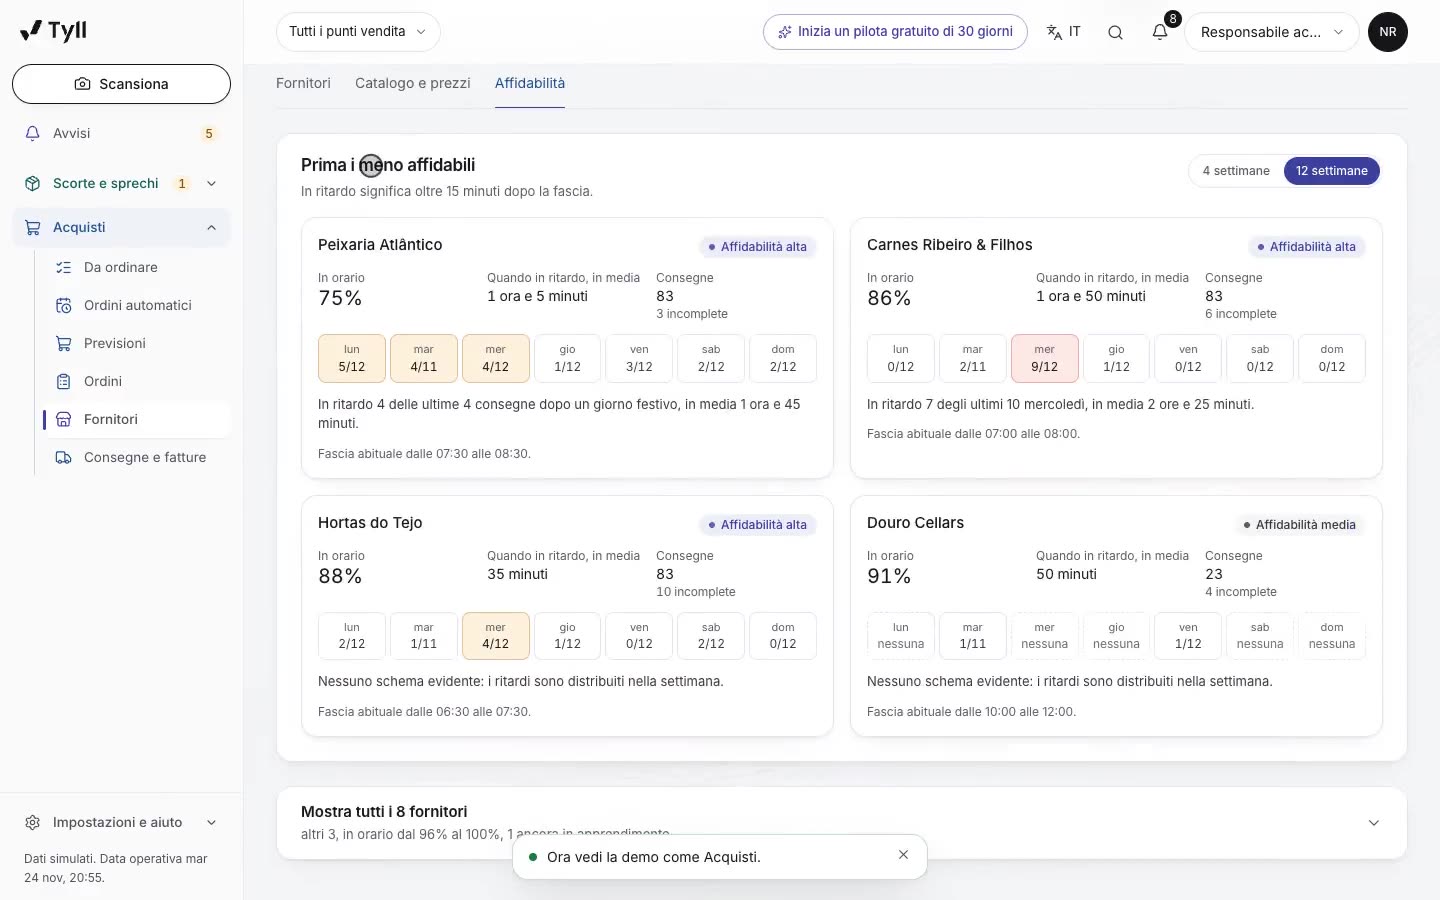 Tyll
Tutti i punti vendita
Inizia un pilota gratuito di 30 giorni
IT
8
Responsabile ac...
NR
Scansiona
Avvisi
5
Scorte e sprechi
1
Acquisti
Da ordinare
Ordini automatici
Previsioni
Ordini
Fornitori
Consegne e fatture
Impostazioni e aiuto
Dati simulati. Data operativa mar
24 nov, 20:55.
Fornitori
Catalogo e prezzi
Affidabilità
Prima i meno affidabili
In ritardo significa oltre 15 minuti dopo la fascia.
4 settimane
12 settimane
Peixaria Atlântico
Affidabilità alta
In orario
Quando in ritardo, in media
Consegne
75%
1 ora e 5 minuti
83
3 incomplete
lun mar mer gio ven sab dom
5/12 4/11 4/12 1/12 3/12 2/12 2/12
In ritardo 4 delle ultime 4 consegne dopo un giorno festivo, in media 1 ora e 45
minuti.
Fascia abituale dalle 07:30 alle 08:30.
Carnes Ribeiro & Filhos
Affidabilità alta
In orario
Quando in ritardo, in media
Consegne
86%
1 ora e 50 minuti
83
6 incomplete
lun mar mer gio ven sab dom
0/12 2/11 9/12 1/12 0/12 0/12 0/12
In ritardo 7 degli ultimi 10 mercoledì, in media 2 ore e 25 minuti.
Fascia abituale dalle 07:00 alle 08:00.
Hortas do Tejo
Affidabilità alta
In orario
Quando in ritardo, in media
Consegne
88%
35 minuti
83
10 incomplete
lun mar mer gio ven sab dom
2/12 1/11 4/12 1/12 0/12 2/12 0/12
Nessuno schema evidente: i ritardi sono distribuiti nella settimana.
Fascia abituale dalle 06:30 alle 07:30.
Douro Cellars
Affidabilità media
In orario
Quando in ritardo, in media
Consegne
91%
50 minuti
23
4 incomplete
lun mar mer gio ven sab dom
nessuna 1/11 nessuna nessuna 1/12 nessuna nessuna
Nessuno schema evidente: i ritardi sono distribuiti nella settimana.
Fascia abituale dalle 10:00 alle 12:00.
Mostra tutti i 8 fornitori
altri 3, in orario dal 96% al 100%, 1 ancora in apprendimento
Ora vedi la demo come Acquisti.